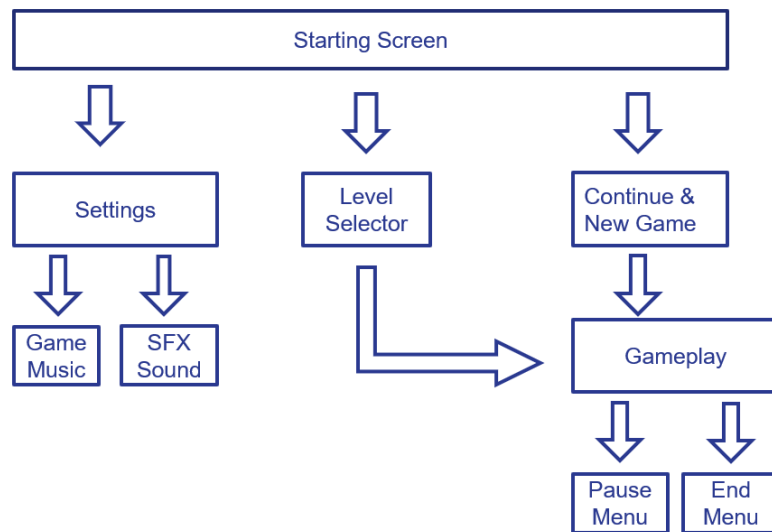 Starting Screen
Settings
Level
Selector
Continue &
New Game
Game
Music
SFX
Sound
Gameplay
Pause
Menu
End
Menu